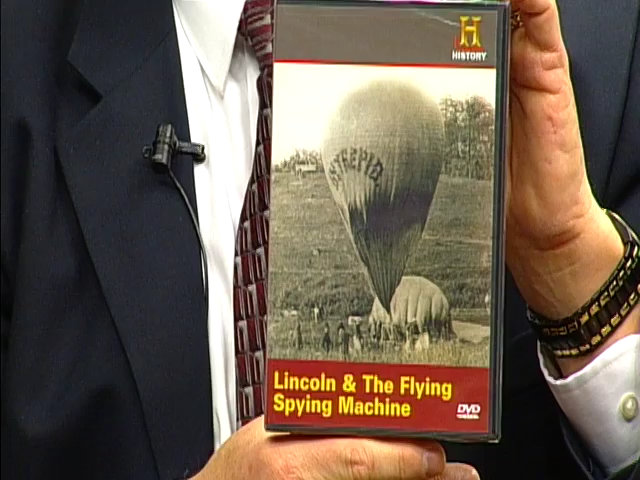 H
HISTORY
INTREPID
Lincoln & The Flying
Spying Machine
DVD